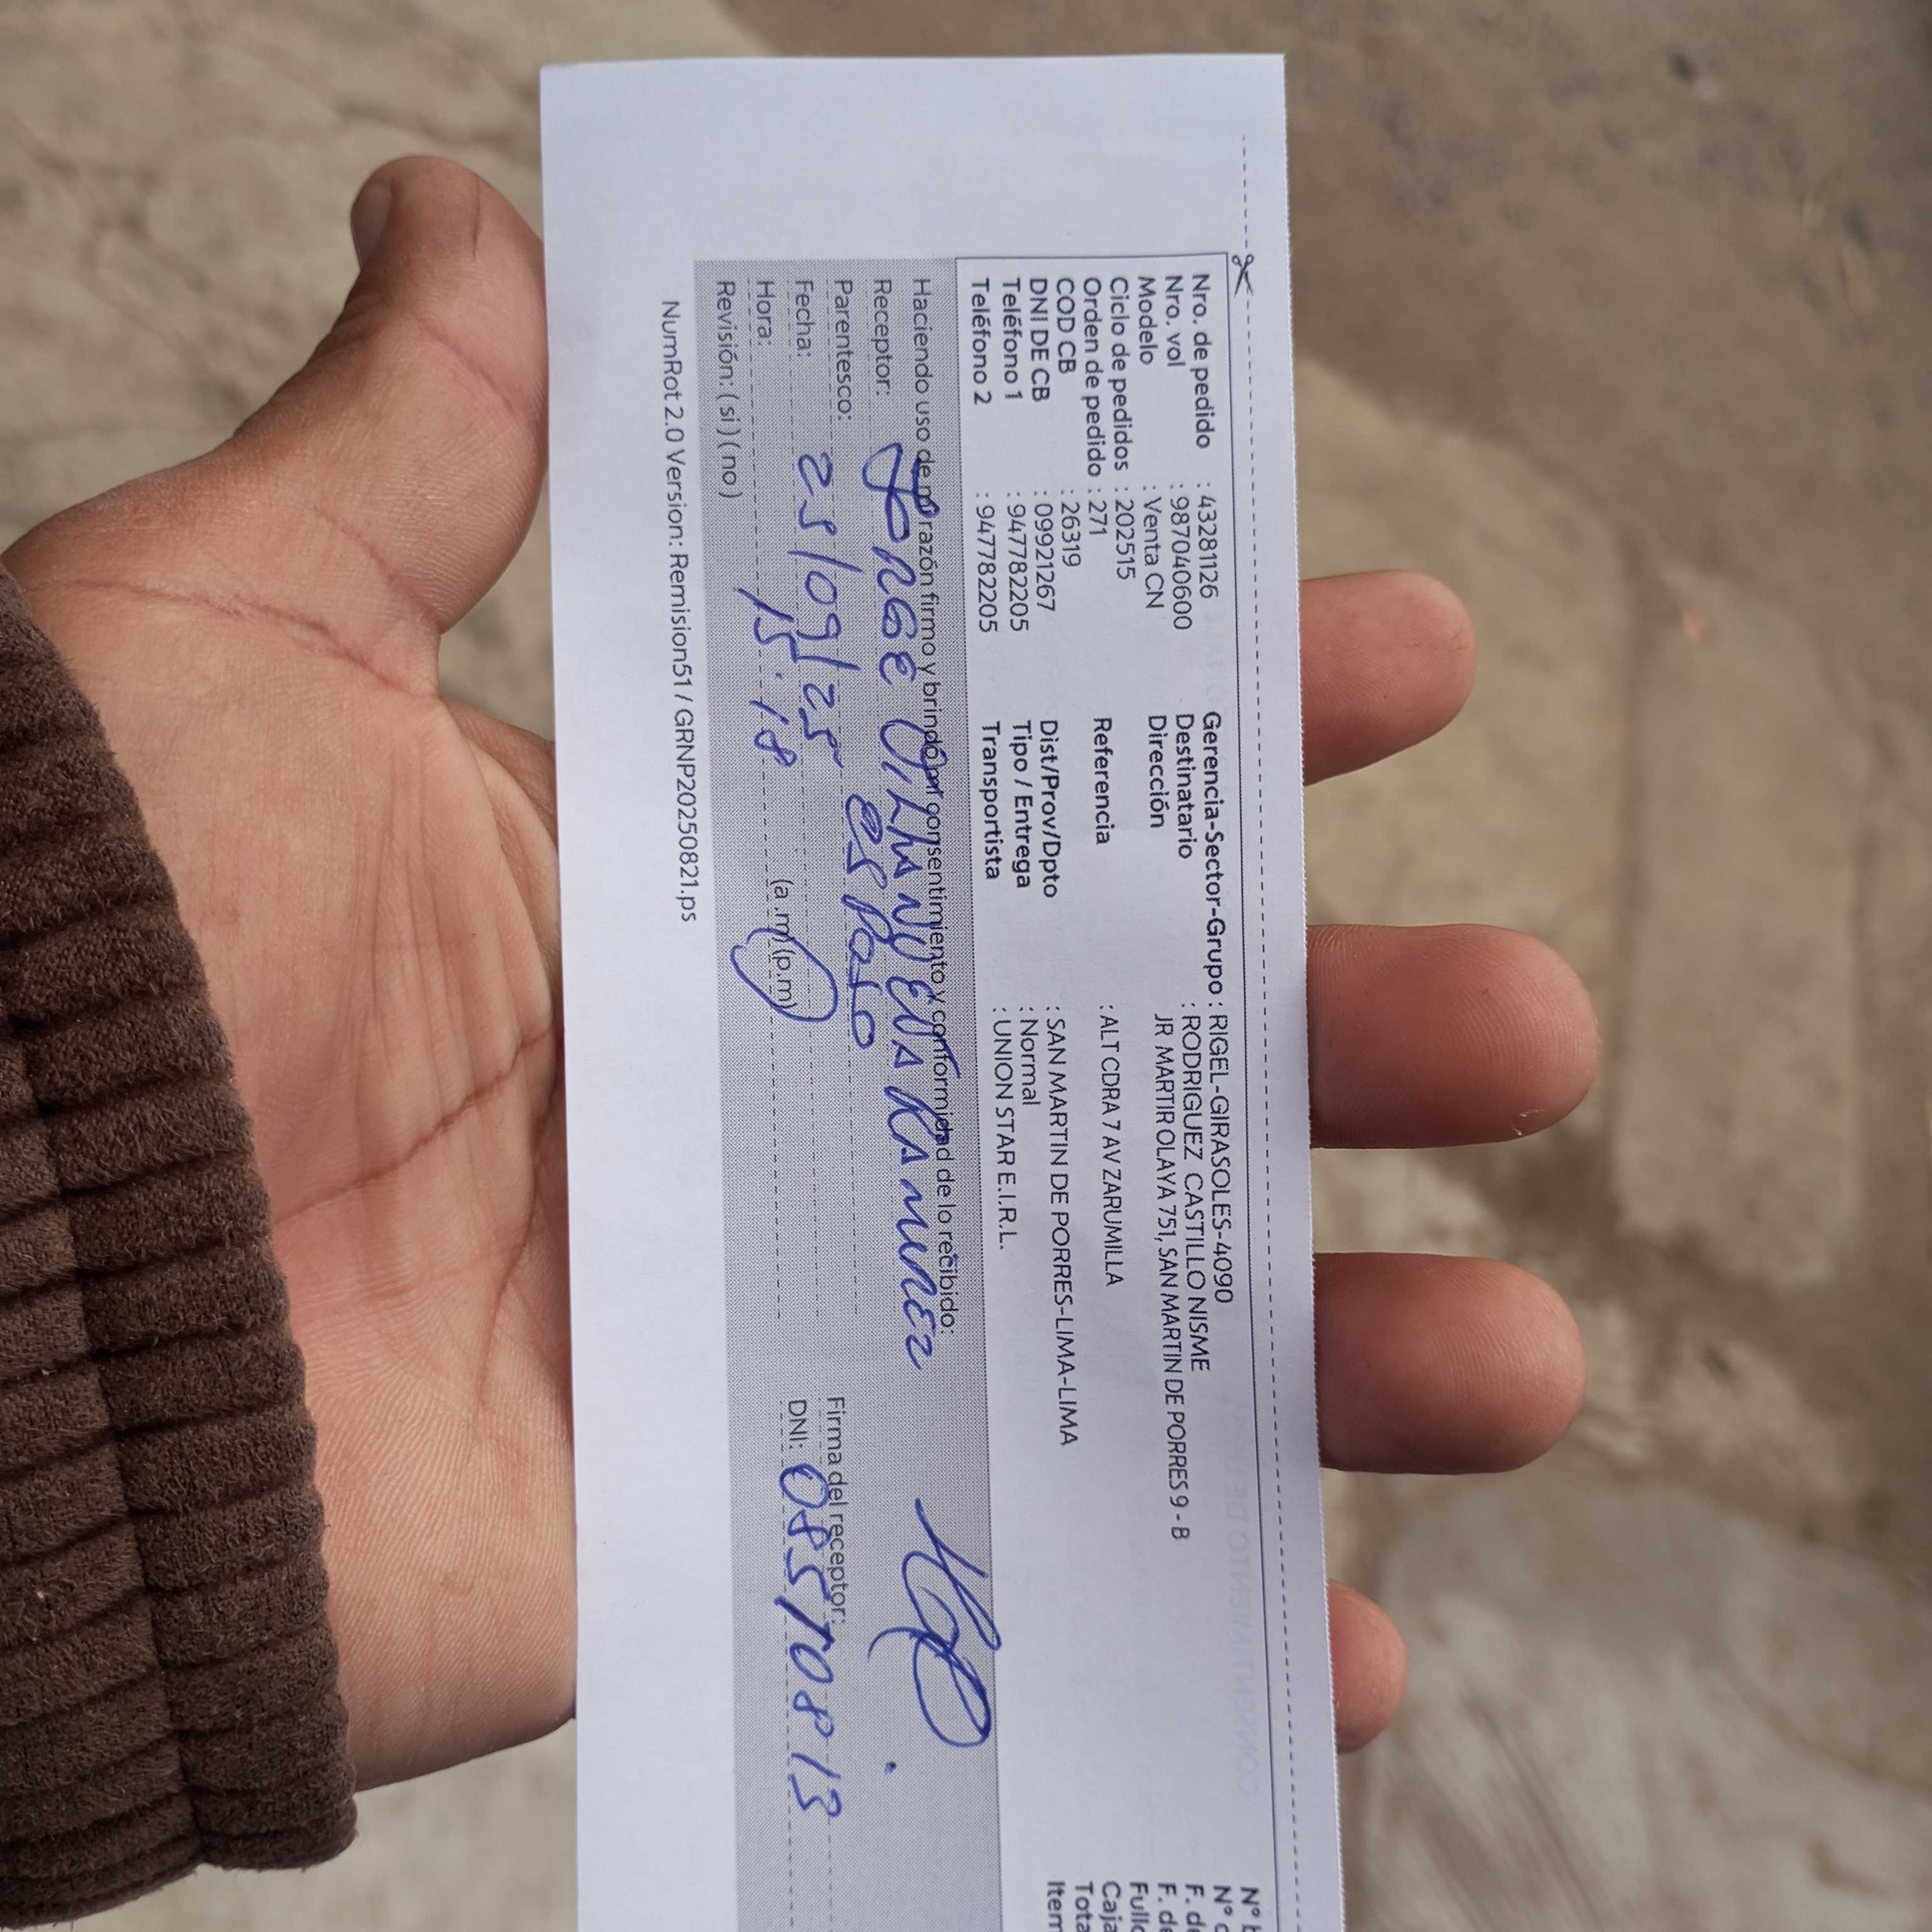 Nro. de pedido : 43281126 Gerencia-Sector-Grupo : RIGEL-GIRASOLES-4090
Nro. vol : 987040600 Destinatario : RODRIGUEZ CASTILLO NISME
Modelo : Venta CN Dirección JR MARTIR OLAYA 751, SAN MARTIN DE PORRES 9 - B
Ciclo de pedidos : 202515
Orden de pedido : 271 Referencia : ALT CDRA 7 AV ZARUMILLA
COD CB : 26319
DNI DE CB : 09921267 Dist/Prov/Dpto : SAN MARTIN DE PORRES-LIMA-LIMA
Teléfono 1 : 947782205 Tipo / Entrega : Normal
Teléfono 2 : 947782205 Transportista : UNION STAR E.I.R.L.
Haciendo uso de mi razón firmo y brindo mi consentimiento y conformidad de lo recibido:
Receptor: JORGE VILLANUEVA RAMIREZ
Parentesco: esposo Firma del receptor:
Fecha: 25/09/25 DNI: 08570813
Hora: 15:18 (a.m) (p.m)
Revisión: ( si ) ( no )
NumRot 2.0 Version: Remision51 / GRNP20250821.ps